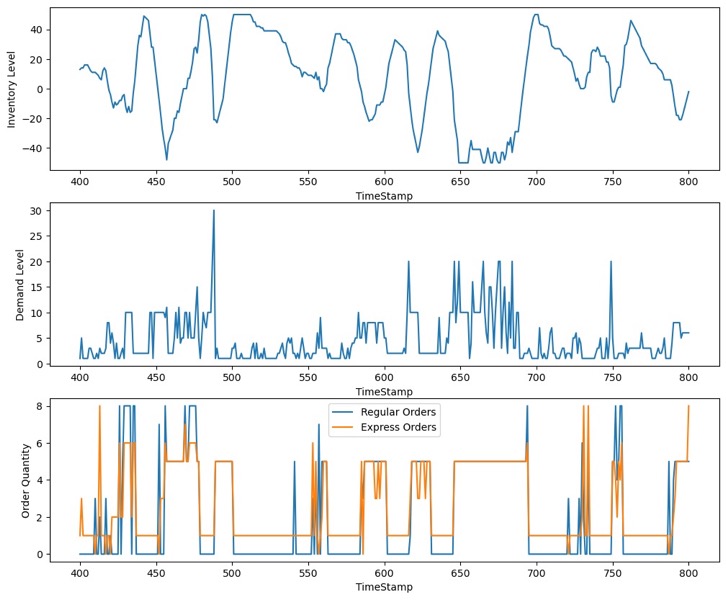 40
20
0
−20
−40
Inventory Level
400 450 500 550 600 650 700 750 800
TimeStamp
30
25
20
15
10
5
0
Demand Level
400 450 500 550 600 650 700 750 800
TimeStamp
8
6
4
2
0
Order Quantity
Regular Orders
Express Orders
400 450 500 550 600 650 700 750 800
TimeStamp